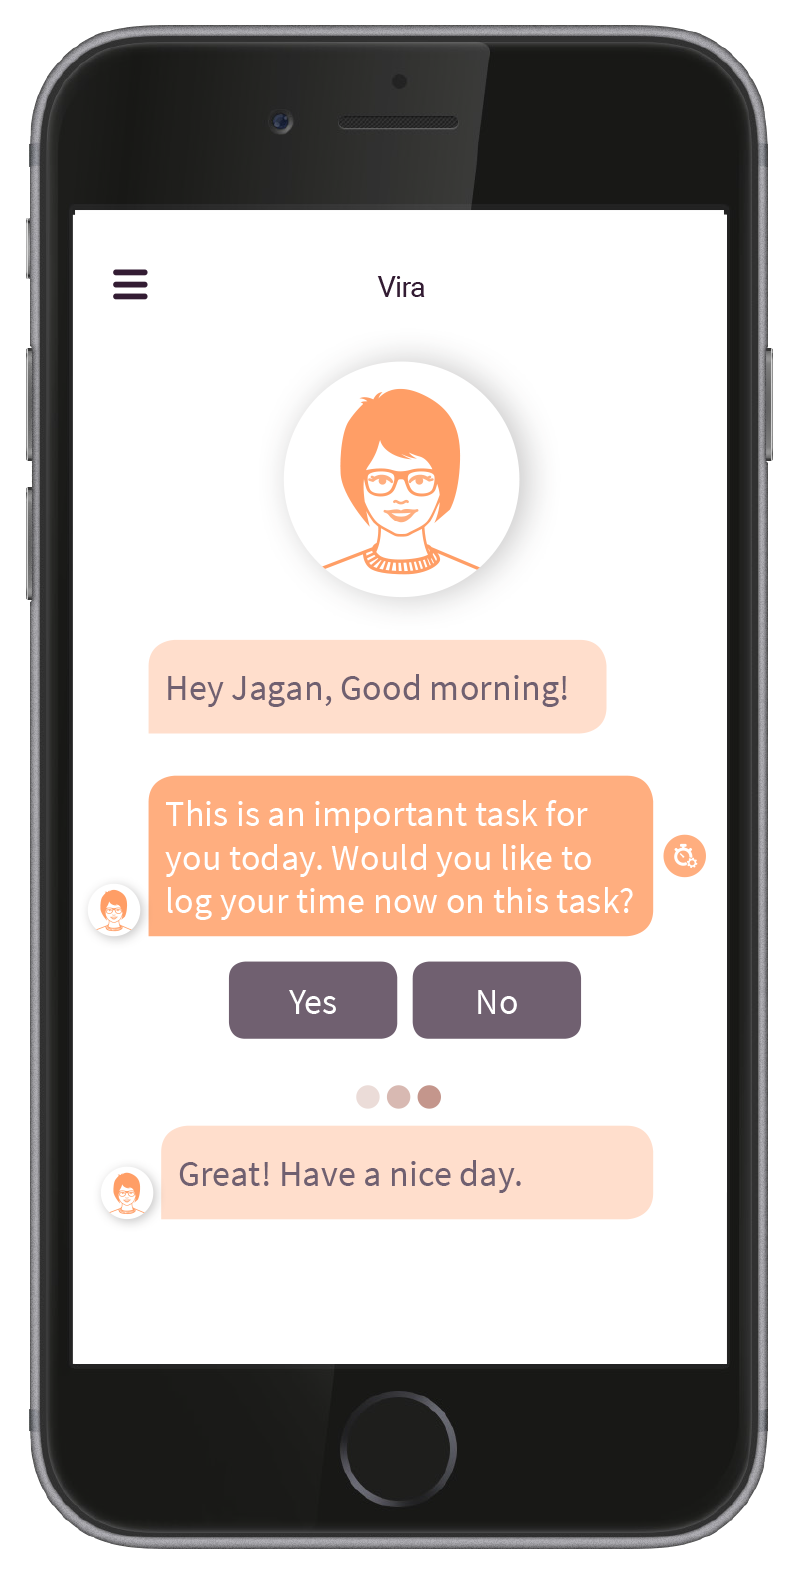 Vira
Hey Jagan, Good morning!
This is an important task for
you today. Would you like to
log your time now on this task?
Yes
No
Great! Have a nice day.